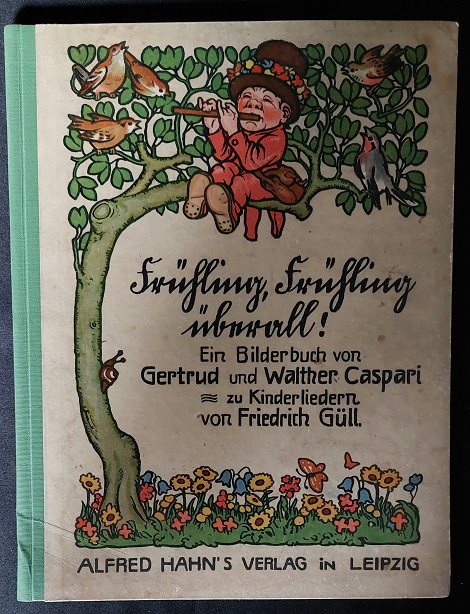 Frühling, Frühling
überall!
Ein Bilderbuch von
Gertrud und Walther Caspari
≈ zu Kinderliedern
von Friedrich Güll.
ALFRED HAHN'S VERLAG in LEIPZIG